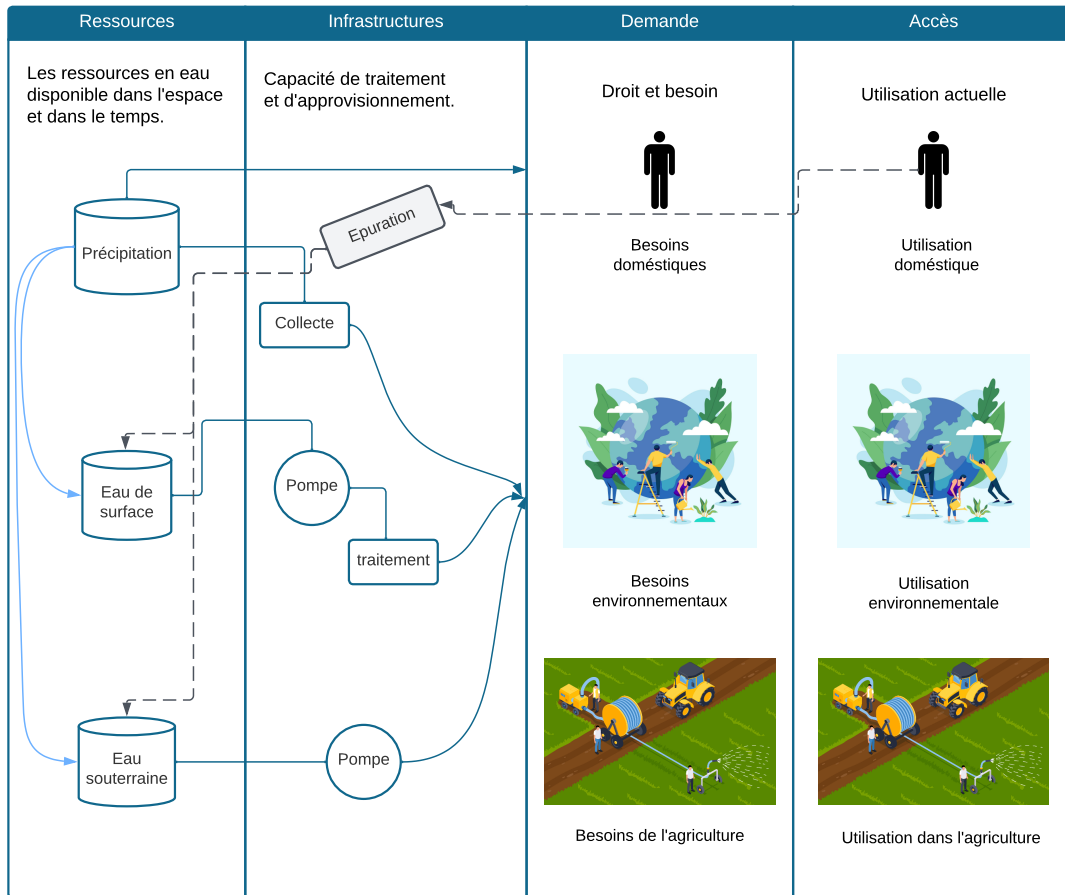 Ressources
Infrastructures
Demande
Accès
Les ressources en eau
disponible dans l'espace
et dans le temps.
Capacité de traitement
et d'approvisionnement.
Droit et besoin
Utilisation actuelle
Précipitation
Epuration
Collecte
Besoins
doméstiques
Utilisation
doméstique
Eau de
surface
Pompe
traitement
Besoins
environnementaux
Utilisation
environnementale
Eau
souterraine
Pompe
Besoins de l'agriculture
Utilisation dans l'agriculture